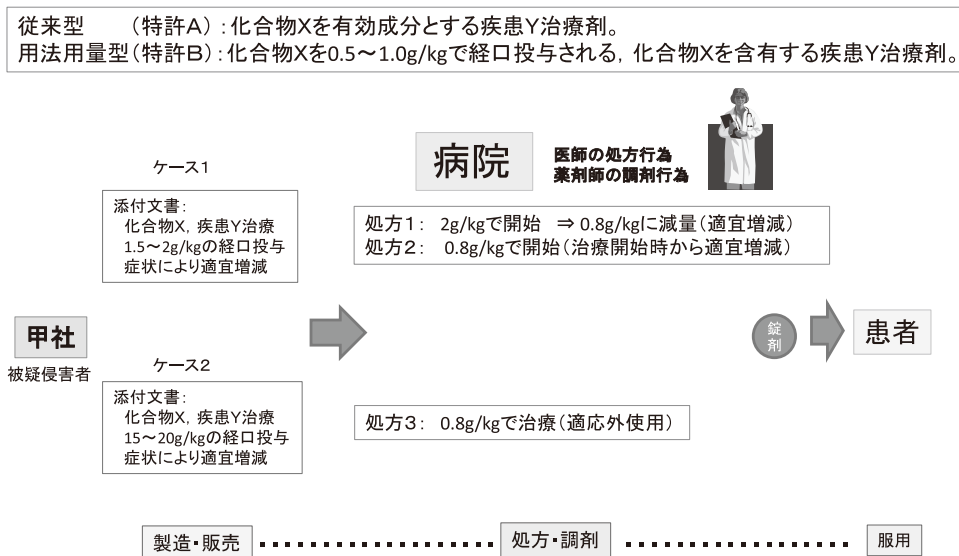 従来型　　(特許A):化合物Xを有効成分とする疾患Y治療剤。
用法用量型(特許B):化合物Xを0.5～1.0g/kgで経口投与される, 化合物Xを含有する疾患Y治療剤。
病院
医師の処方行為
薬剤師の調剤行為
ケース1
添付文書:
化合物X, 疾患Y治療
1.5～2g/kgの経口投与
症状により適宜増減
処方1: 2g/kgで開始 ⇒ 0.8g/kgに減量(適宜増減)
処方2: 0.8g/kgで開始(治療開始時から適宜増減)
甲社
被疑侵害者
錠剤
患者
ケース2
添付文書:
化合物X, 疾患Y治療
15～20g/kgの経口投与
症状により適宜増減
処方3: 0.8g/kgで治療(適応外使用)
製造・販売
処方・調剤
服用